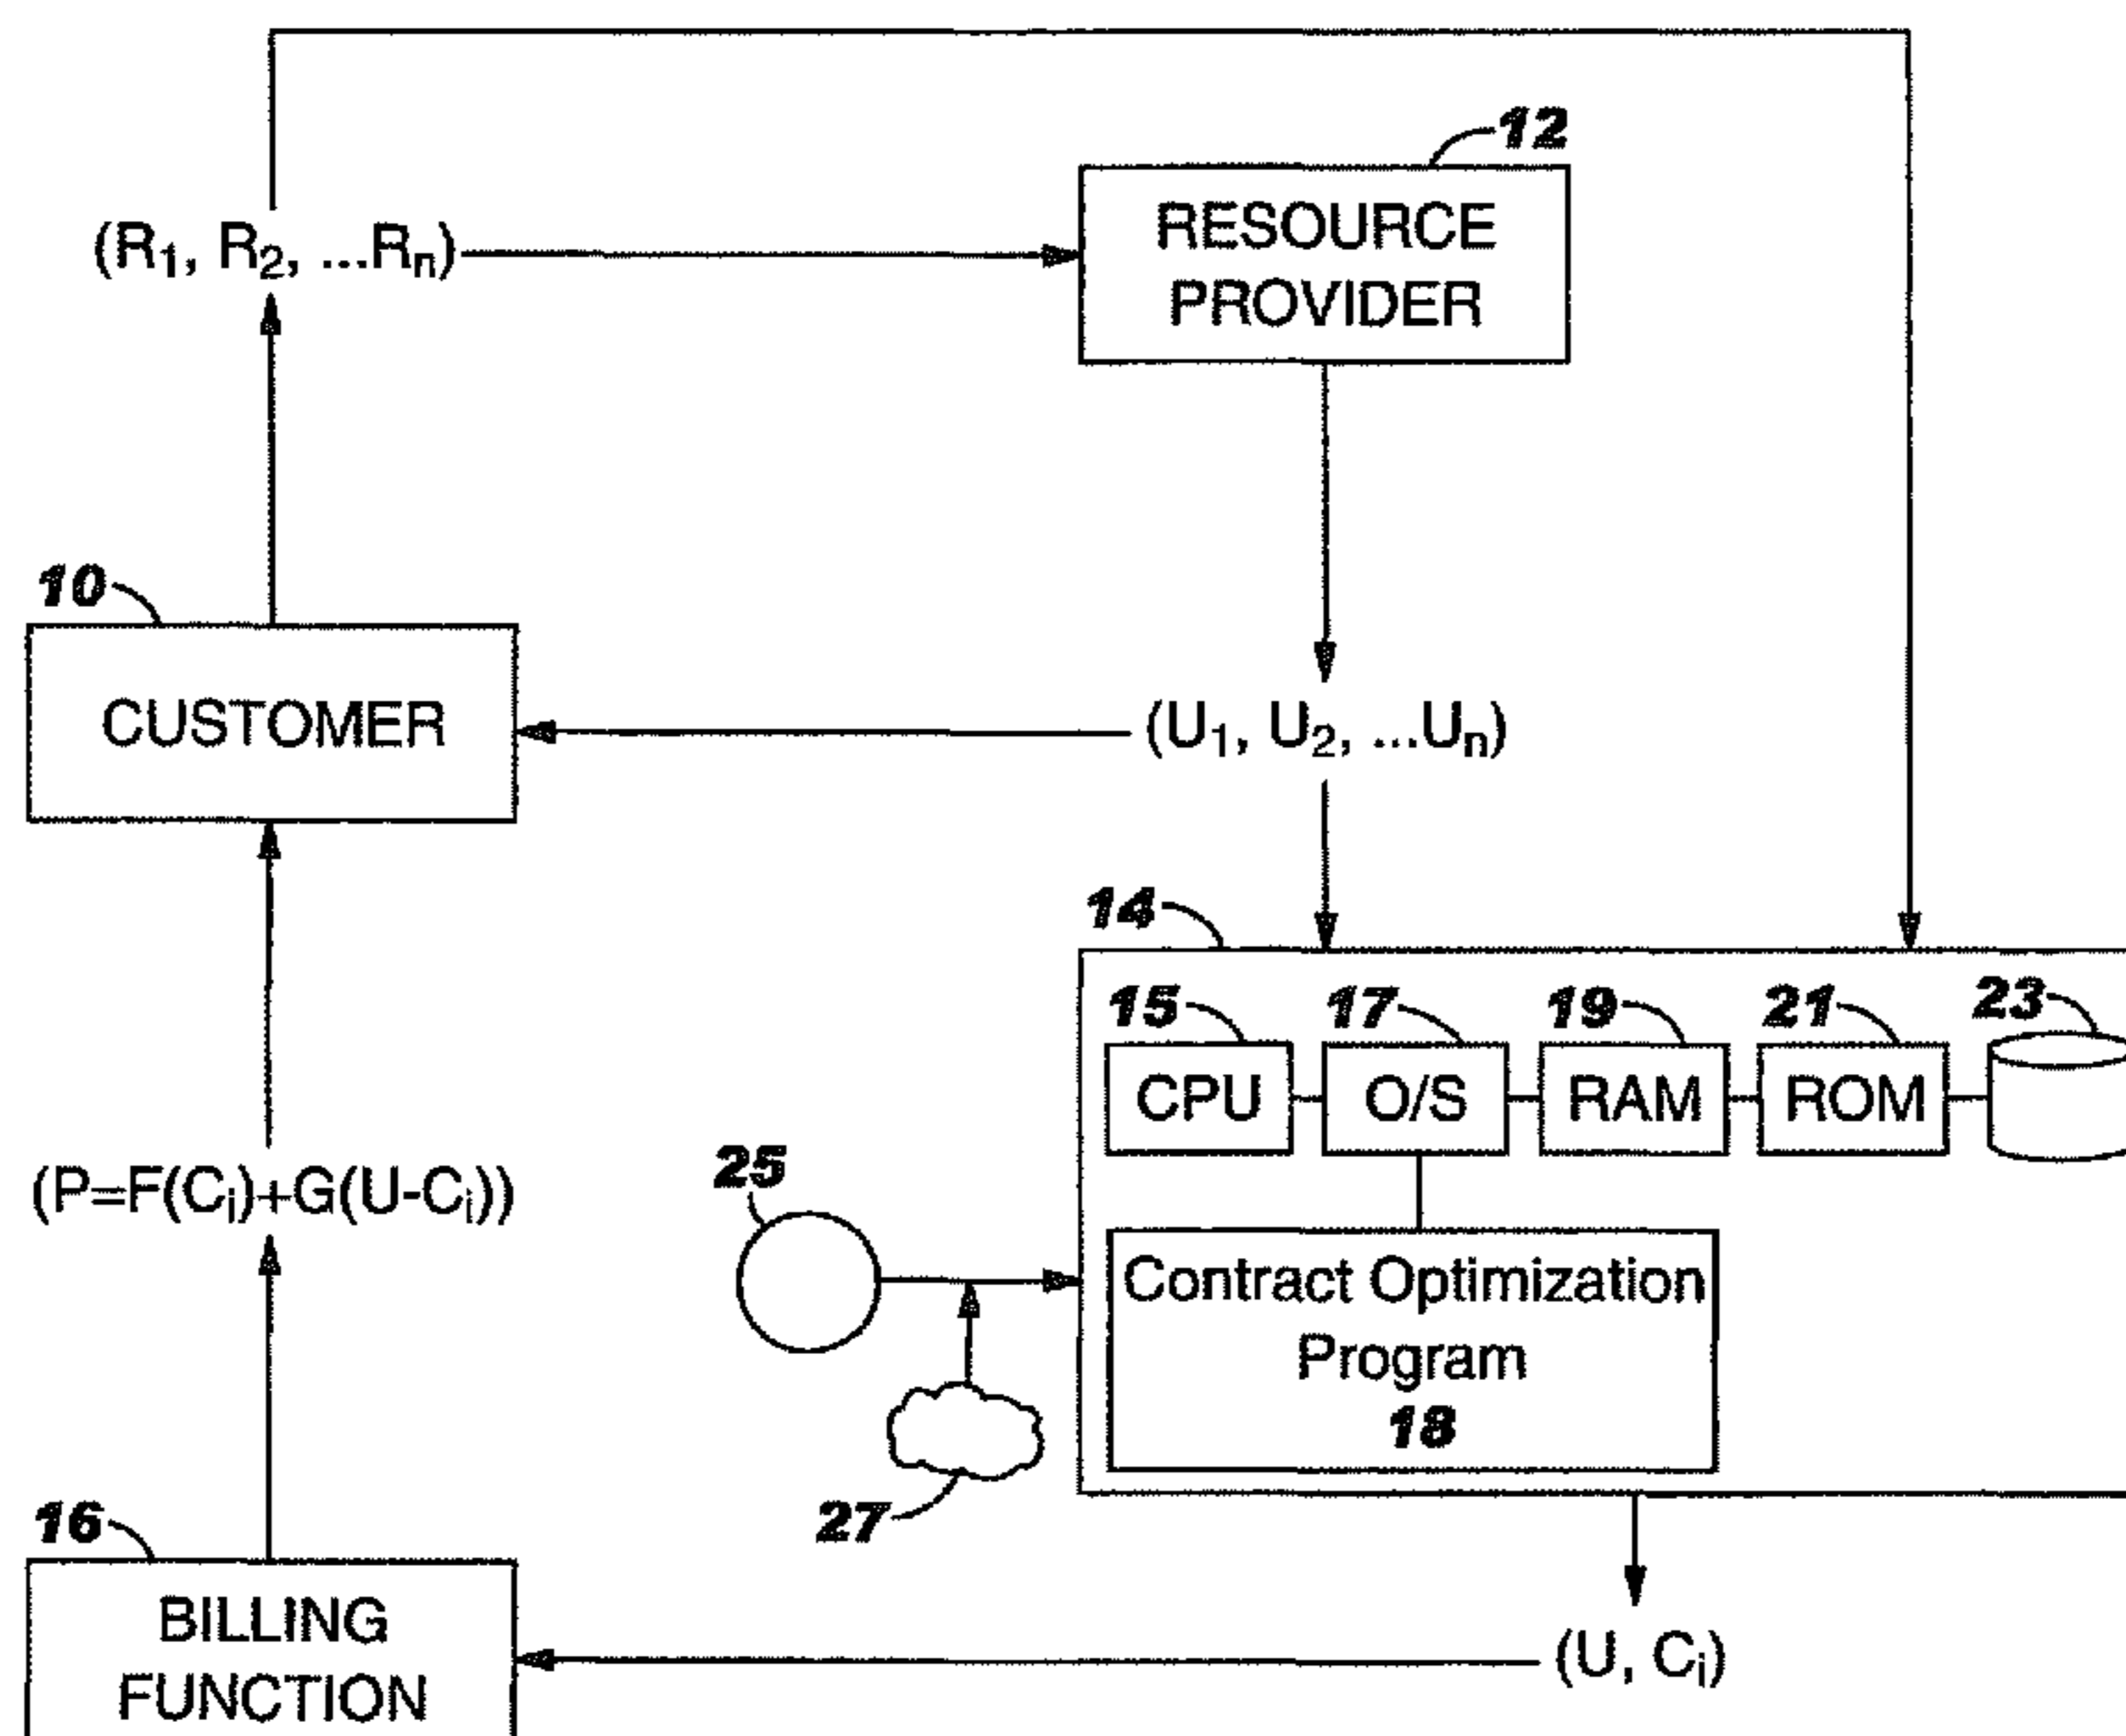 12
(R₁, R₂, ...Rₙ)
RESOURCE
PROVIDER
10
CUSTOMER
(U₁, U₂, ...Uₙ)
14
15
17
19
21
23
CPU
O/S
RAM
ROM
25
(P=F(Cᵢ)+G(U-Cᵢ))
Contract Optimization
Program
18
27
16
BILLING
FUNCTION
(U, Cᵢ)